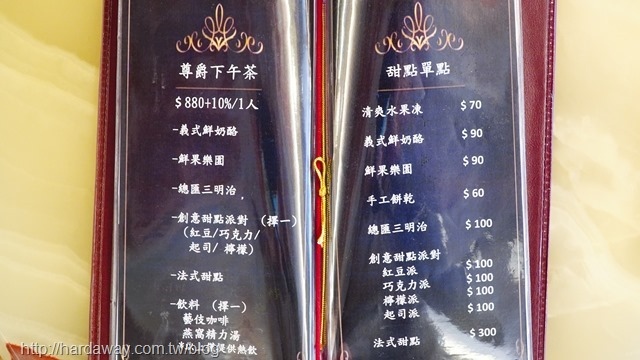 尊爵下午茶
$880+10%/1人
-義式鮮奶酪
-鮮果樂園
-總匯三明治
-創意甜點派對 (擇一)
(紅豆/巧克力/
起司/檸檬)
-法式甜點
-飲料 (擇一)
藝伎咖啡
燕窩精力湯
提供熱飲
甜點單點
清爽水果凍 $70
義式鮮奶酪 $90
鮮果樂園 $90
手工餅乾 $60
總匯三明治 $100
創意甜點派對
紅豆派 $100
巧克力派 $100
檸檬派 $100
起司派 $100
法式甜點 $300
http://hardaway.com.tw/blog